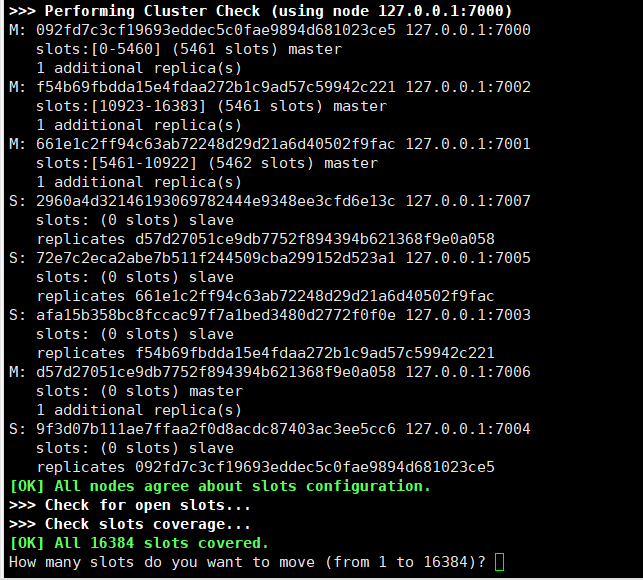 >>> Performing Cluster Check (using node 127.0.0.1:7000)
M: 092fd7c3cf19693eddec5c0fae9894d681023ce5 127.0.0.1:7000
slots:[0-5460] (5461 slots) master
1 additional replica(s)
M: f54b69fbdda15e4fdaa272b1c9ad57c59942c221 127.0.0.1:7002
slots:[10923-16383] (5461 slots) master
1 additional replica(s)
M: 661e1c2ff94c63ab72248d29d21a6d40502f9fac 127.0.0.1:7001
slots:[5461-10922] (5462 slots) master
1 additional replica(s)
S: 2960a4d32146193069782444e9348ee3cfd6e13c 127.0.0.1:7007
slots: (0 slots) slave
replicates d57d27051ce9db7752f894394b621368f9e0a058
S: 72e7c2eca2abe7b511f244509cba299152d523a1 127.0.0.1:7005
slots: (0 slots) slave
replicates 661e1c2ff94c63ab72248d29d21a6d40502f9fac
S: afa15b358bc8fccac97f7a1bed3480d2772f0f0e 127.0.0.1:7003
slots: (0 slots) slave
replicates f54b69fbdda15e4fdaa272b1c9ad57c59942c221
M: d57d27051ce9db7752f894394b621368f9e0a058 127.0.0.1:7006
slots: (0 slots) master
1 additional replica(s)
S: 9f3d07b111ae7ffaa2f0d8acdc87403ac3ee5cc6 127.0.0.1:7004
slots: (0 slots) slave
replicates 092fd7c3cf19693eddec5c0fae9894d681023ce5
[OK] All nodes agree about slots configuration.
>>> Check for open slots...
>>> Check slots coverage...
[OK] All 16384 slots covered.
How many slots do you want to move (from 1 to 16384)?